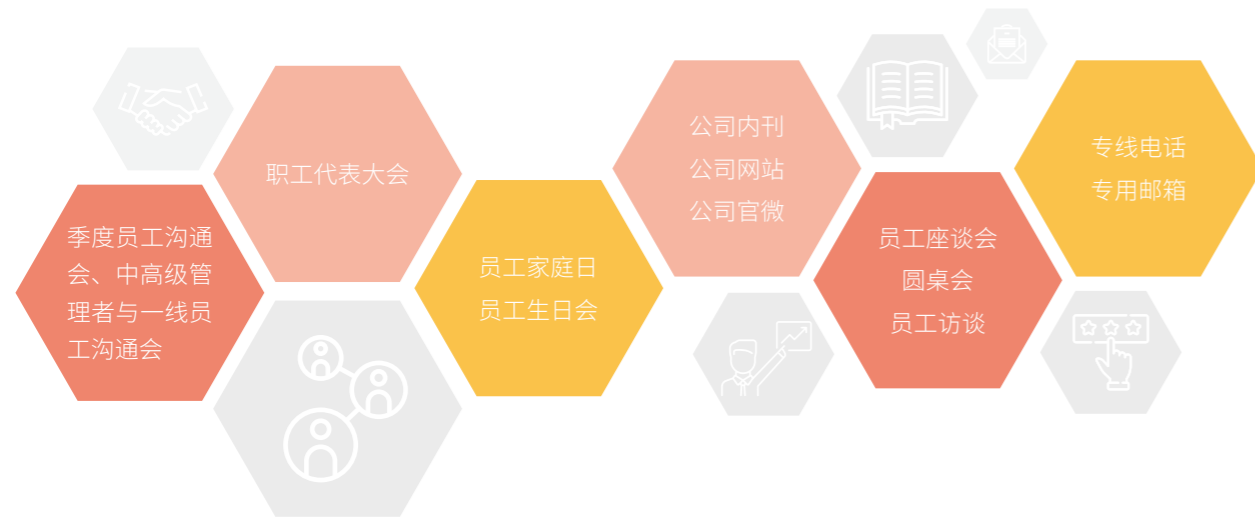 季度员工沟通
会、中高级管
理者与一线员
工沟通会
职工代表大会
员工家庭日
员工生日会
公司内刊
公司网站
公司官微
员工座谈会
圆桌会
员工访谈
专线电话
专用邮箱